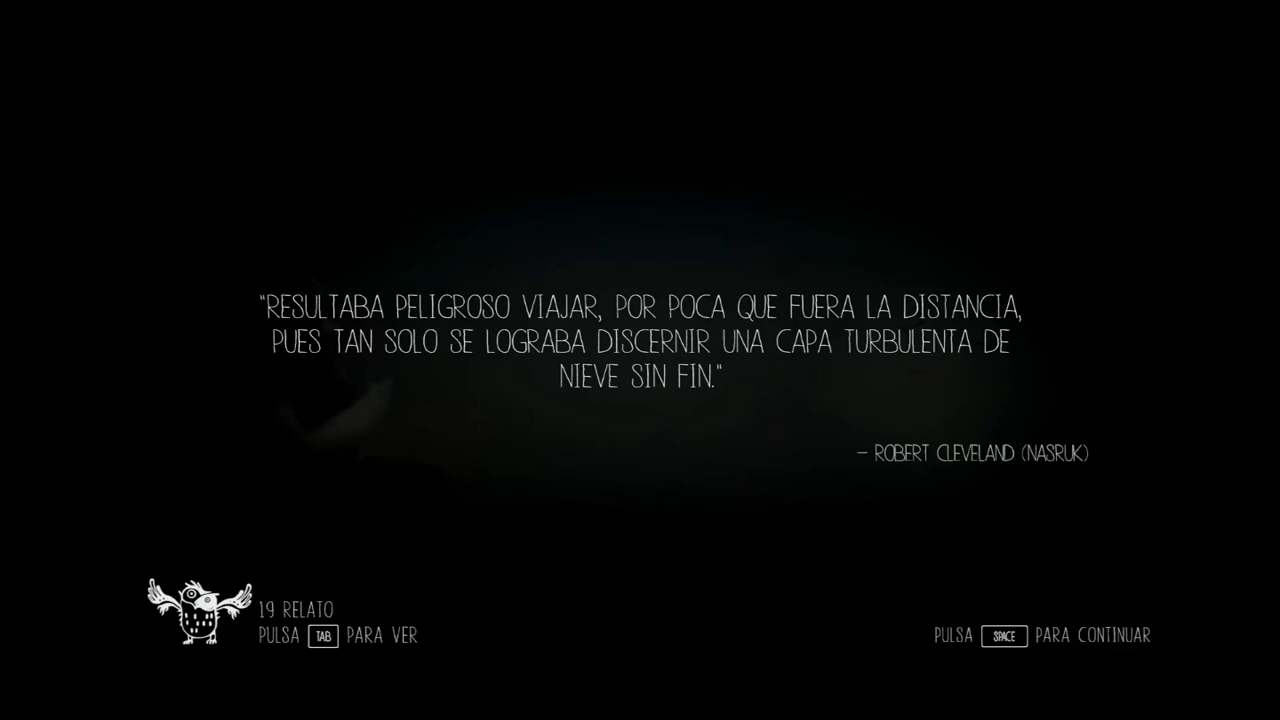 "RESULTABA PELIGROSO VIAJAR, POR POCA QUE FUERA LA DISTANCIA,
PUES TAN SOLO SE LOGRABA DISCERNIR UNA CAPA TURBULENTA DE
NIEVE SIN FIN."
– ROBERT CLEVELAND (NASRUK)
19 RELATO
PULSA TAB PARA VER
PULSA SPACE PARA CONTINUAR